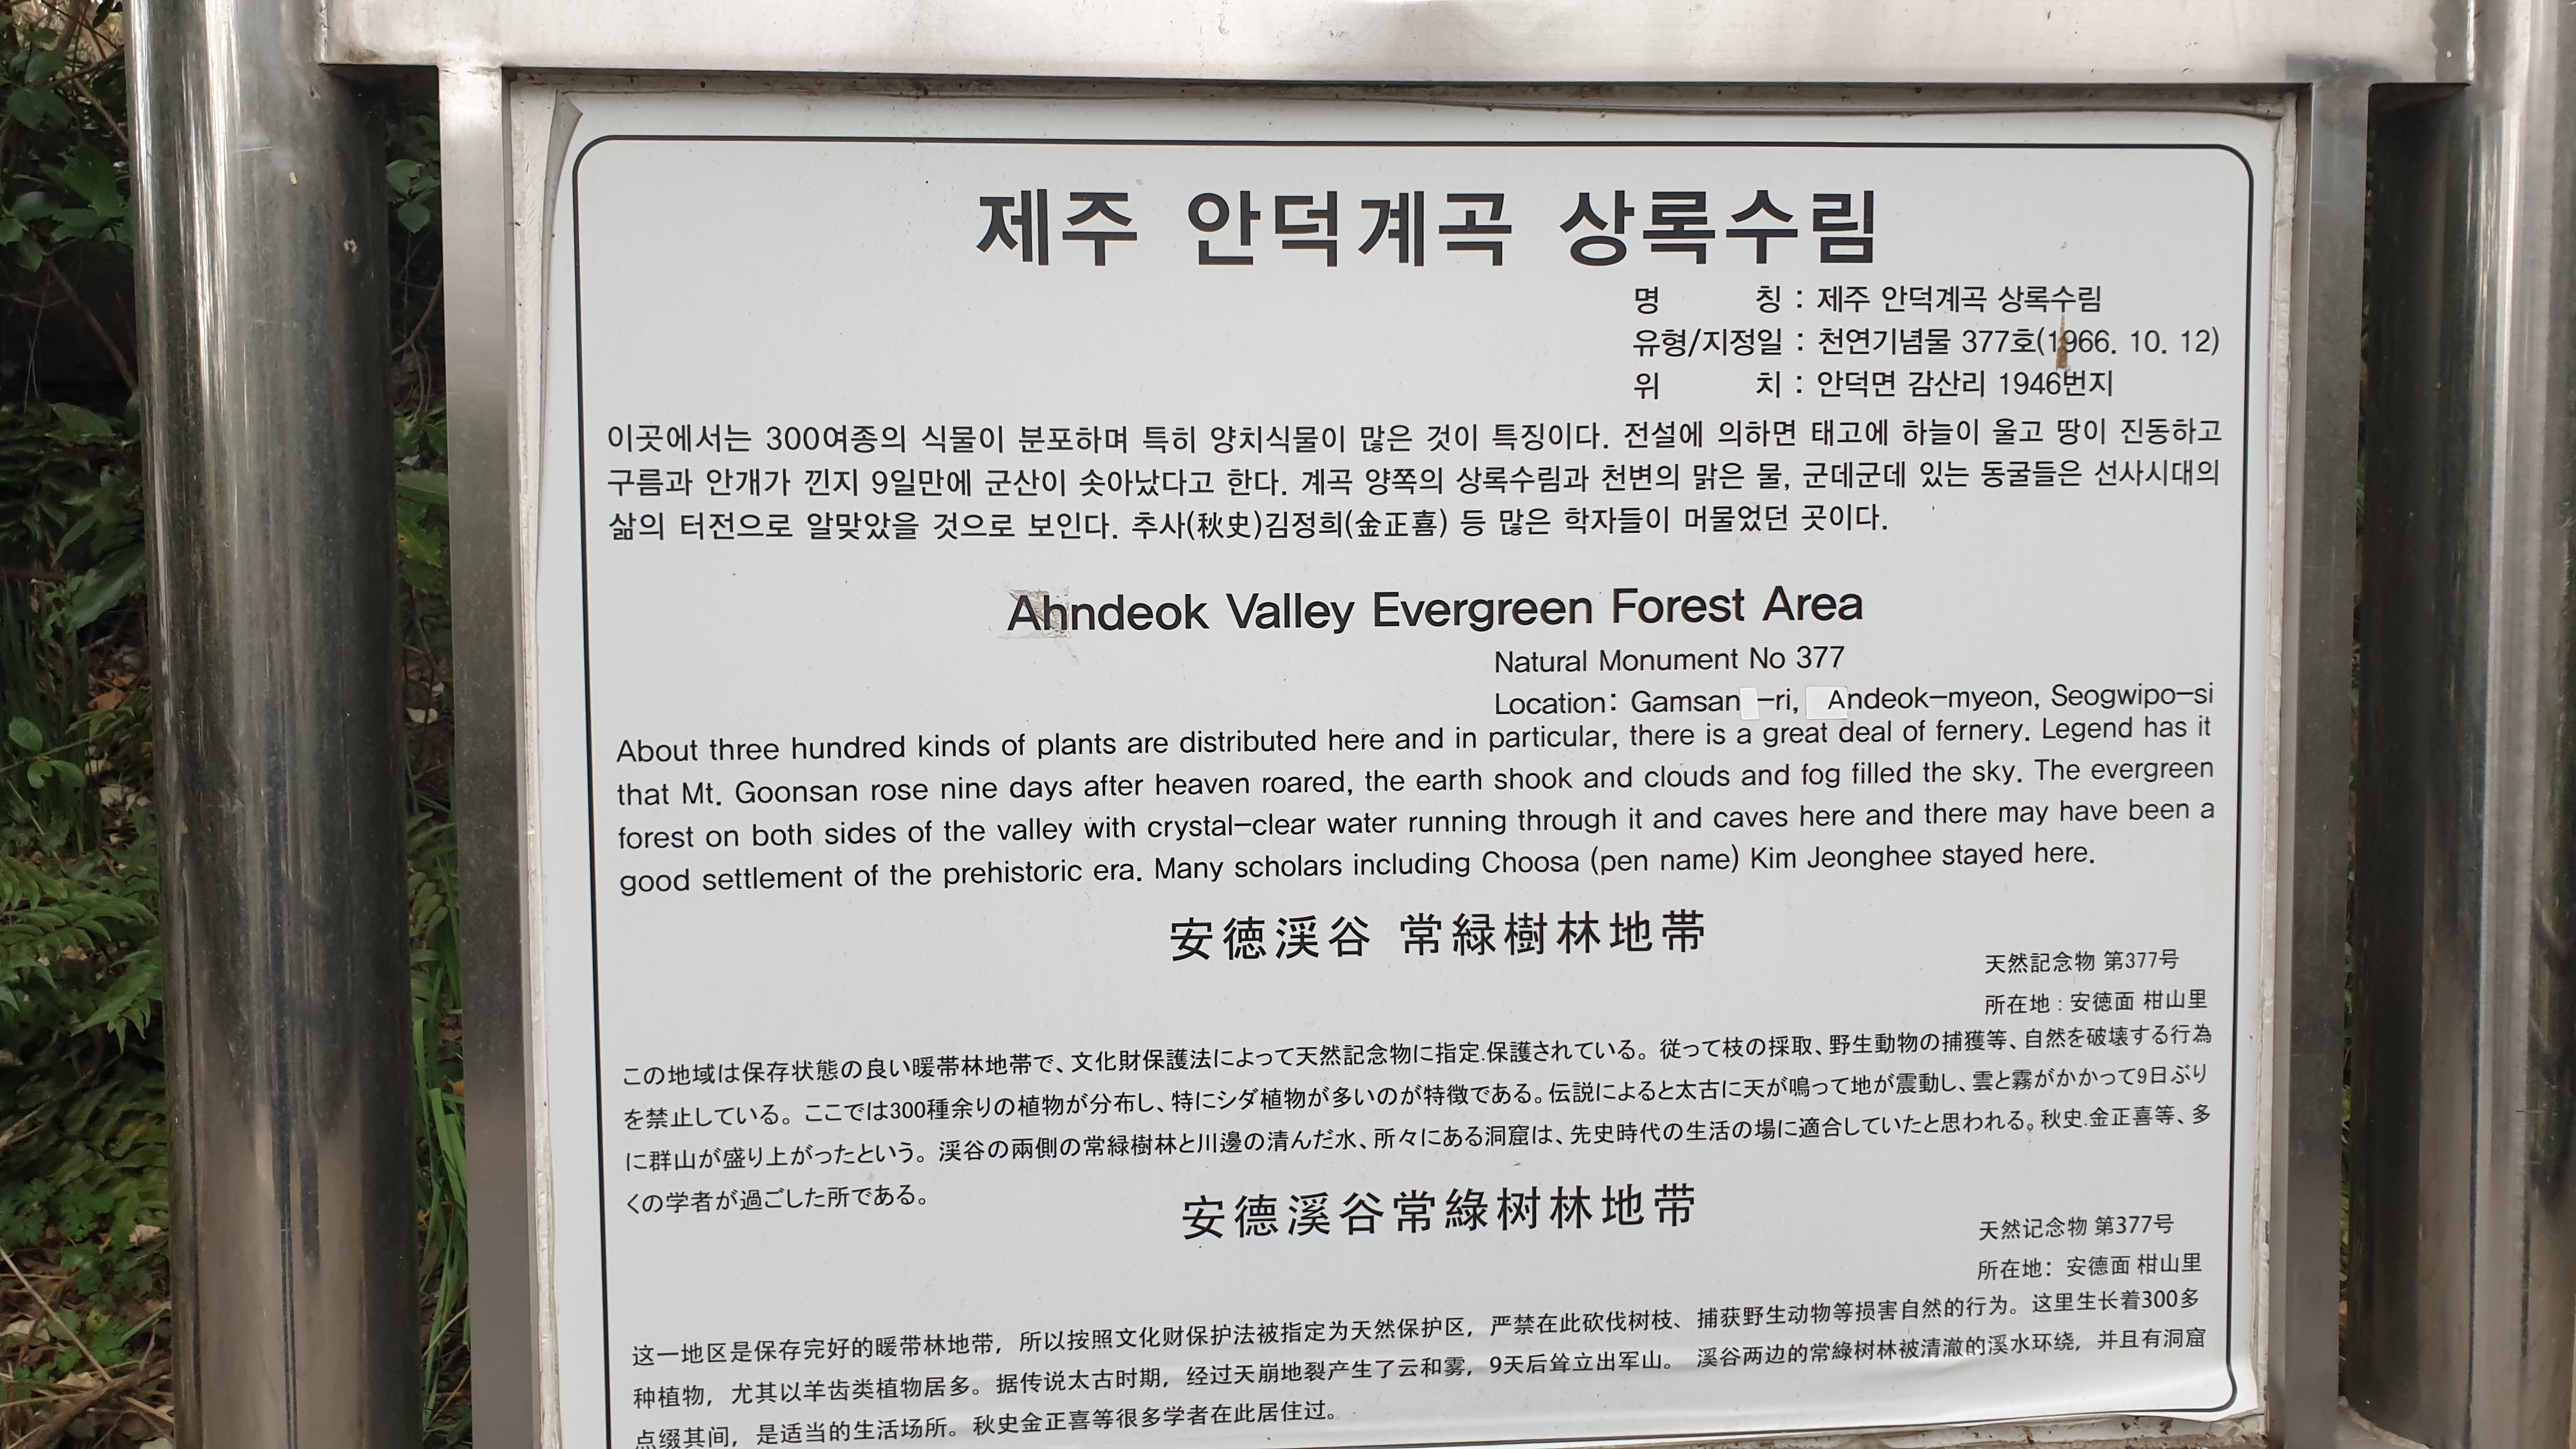 제주 안덕계곡 상록수림
명 칭 : 제주 안덕계곡 상록수림
유형/지정일 : 천연기념물 377호(1966. 10. 12)
위 치 : 안덕면 감산리 1946번지
이곳에서는 300여종의 식물이 분포하며 특히 양치식물이 많은 것이 특징이다. 전설에 의하면 태고에 하늘이 울고 땅이 진동하고
구름과 안개가 낀지 9일만에 군산이 솟아났다고 한다. 계곡 양쪽의 상록수림과 천변의 맑은 물, 군데군데 있는 동굴들은 선사시대의
삶의 터전으로 알맞았을 것으로 보인다. 추사(秋史)김정희(金正喜) 등 많은 학자들이 머물었던 곳이다.
Ahndeok Valley Evergreen Forest Area
Natural Monument No 377
Location: Gamsan –ri, Andeok–myeon, Seogwipo–si
About three hundred kinds of plants are distributed here and in particular, there is a great deal of fernery. Legend has it
that Mt. Goonsan rose nine days after heaven roared, the earth shook and clouds and fog filled the sky. The evergreen
forest on both sides of the valley with crystal–clear water running through it and caves here and there may have been a
good settlement of the prehistoric era. Many scholars including Choosa (pen name) Kim Jeonghee stayed here.
安徳渓谷 常緑樹林地帯
天然記念物 第377号
所在地 : 安徳面 柑山里
この地域は保存状態の良い暖帯林地帯で、文化財保護法によって天然記念物に指定.保護されている。従って枝の採取、野生動物の捕獲等、自然を破壊する行為
を禁止している。ここでは300種余りの植物が分布し、特にシダ植物が多いのが特徴である。伝説によると太古に天が鳴って地が震動し、雲と霧がかかって9日ぶり
に群山が盛り上がったという。渓谷の兩側の常緑樹林と川邊の清んだ水、所々にある洞窟は、先史時代の生活の場に適合していたと思われる。秋史.金正喜等、多
くの学者が過ごした所である。
安德溪谷常綠树林地带
天然记念物 第377号
所在地： 安德面 柑山里
这一地区是保存完好的暖带林地带，所以按照文化财保护法被指定为天然保护区，严禁在此砍伐树枝、捕获野生动物等损害自然的行为。这里生长着300多
种植物，尤其以羊齿类植物居多。据传说太古时期，经过天崩地裂产生了云和雾，9天后耸立出军山。 溪谷两边的常綠树林被清澈的溪水环绕，并且有洞窟
点缀其间，是适当的生活场所。秋史金正喜等很多学者在此居住过。